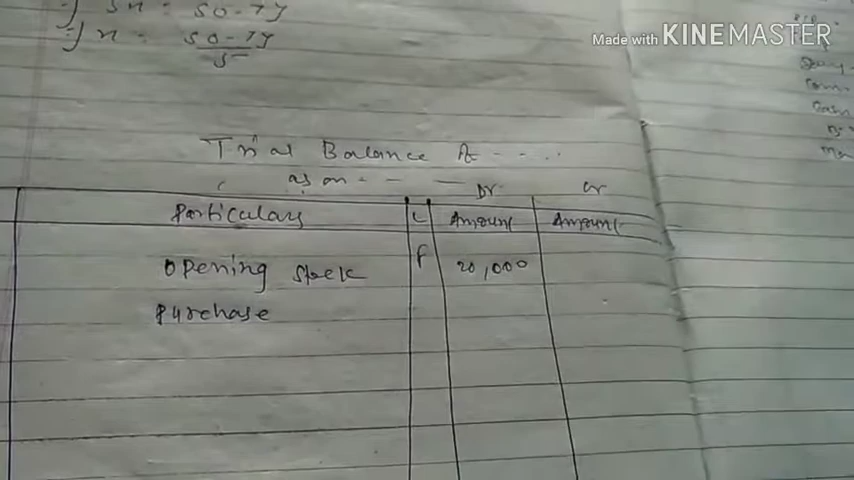 Made with KINEMASTER
50-7y
50-7y
5
Trial Balance A - - - -
as on - - —
Dr Cr
Particulars L Amount Amount
Opening stock F 20,000
Purchase